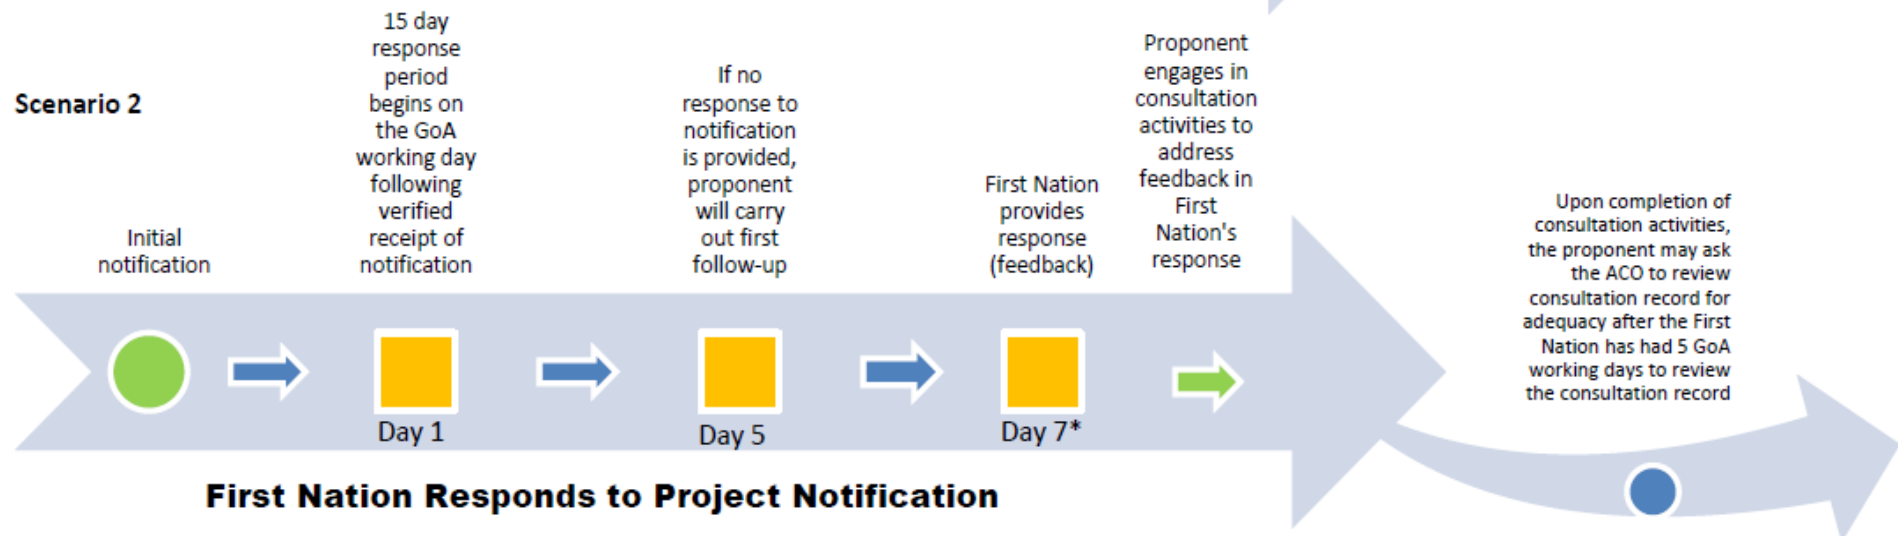 Scenario 2
Initial
notification
15 day
response
period
begins on
the GoA
working day
following
verified
receipt of
notification
If no
response to
notification
is provided,
proponent
will carry
out first
follow-up
First Nation
provides
response
(feedback)
Proponent
engages in
consultation
activities to
address
feedback in
First
Nation's
response
Upon completion of
consultation activities,
the proponent may ask
the ACO to review
consultation record for
adequacy after the First
Nation has had 5 GoA
working days to review
the consultation record
Day 1
Day 5
Day 7*
First Nation Responds to Project Notification